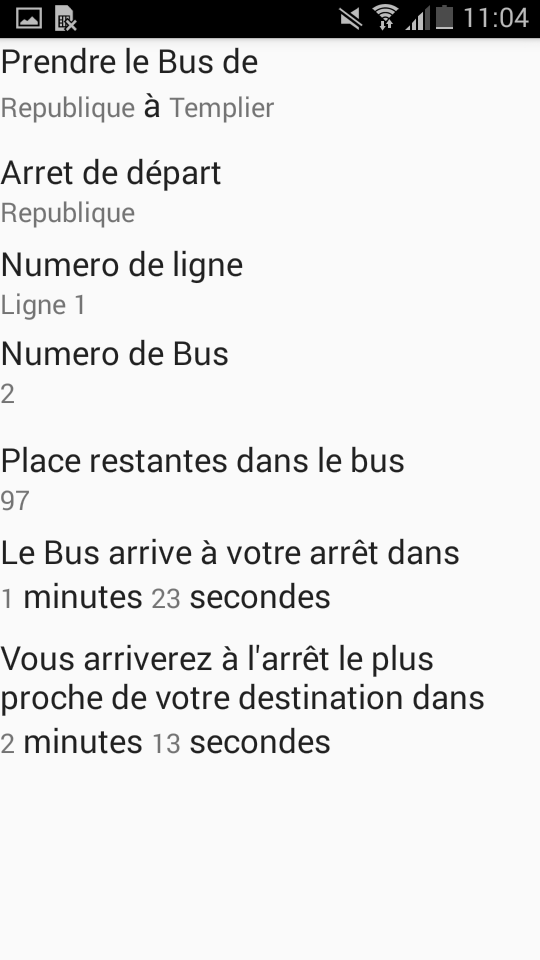 11:04
Prendre le Bus de
Republique à Templier
Arret de départ
Republique
Numero de ligne
Ligne 1
Numero de Bus
2
Place restantes dans le bus
97
Le Bus arrive à votre arrêt dans
1 minutes 23 secondes
Vous arriverez à l'arrêt le plus
proche de votre destination dans
2 minutes 13 secondes